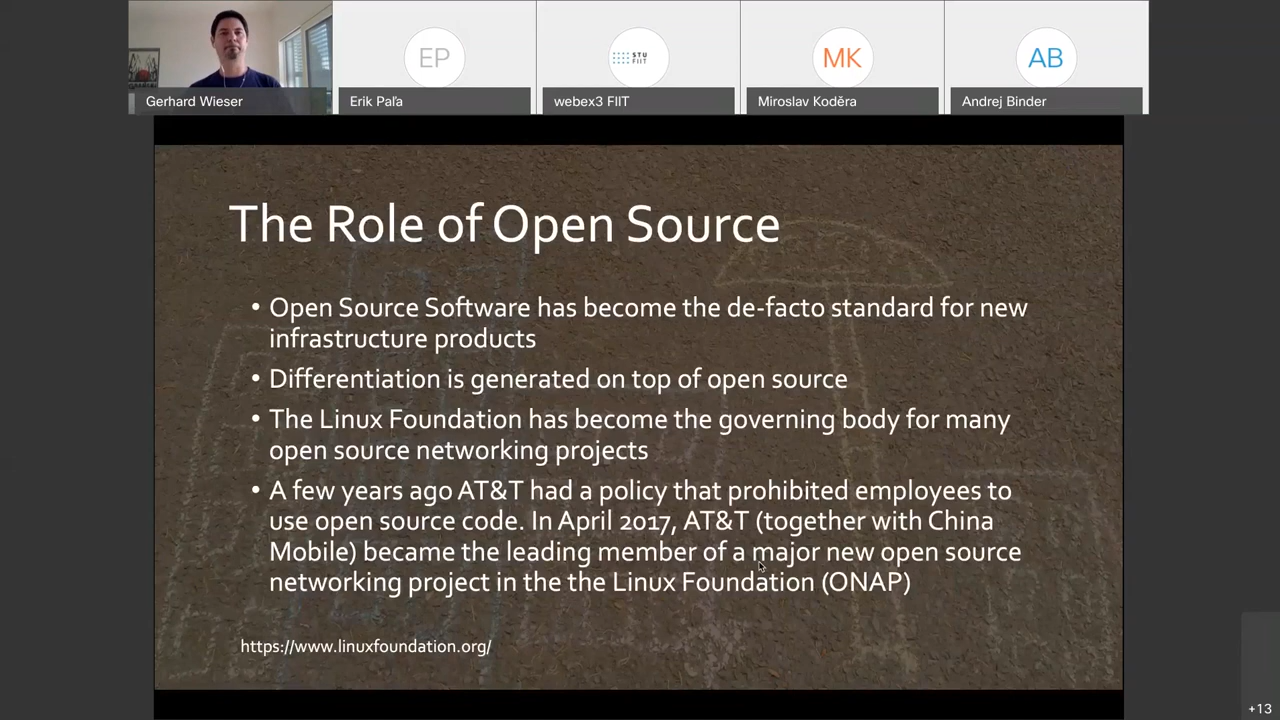 EP
STU
FIIT
MK
AB
Gerhard Wieser
Erik Paľa
webex3 FIIT
Miroslav Koděra
Andrej Binder
The Role of Open Source
• Open Source Software has become the de-facto standard for new
infrastructure products
• Differentiation is generated on top of open source
• The Linux Foundation has become the governing body for many
open source networking projects
• A few years ago AT&T had a policy that prohibited employees to
use open source code. In April 2017, AT&T (together with China
Mobile) became the leading member of a major new open source
networking project in the the Linux Foundation (ONAP)
https://www.linuxfoundation.org/
+13